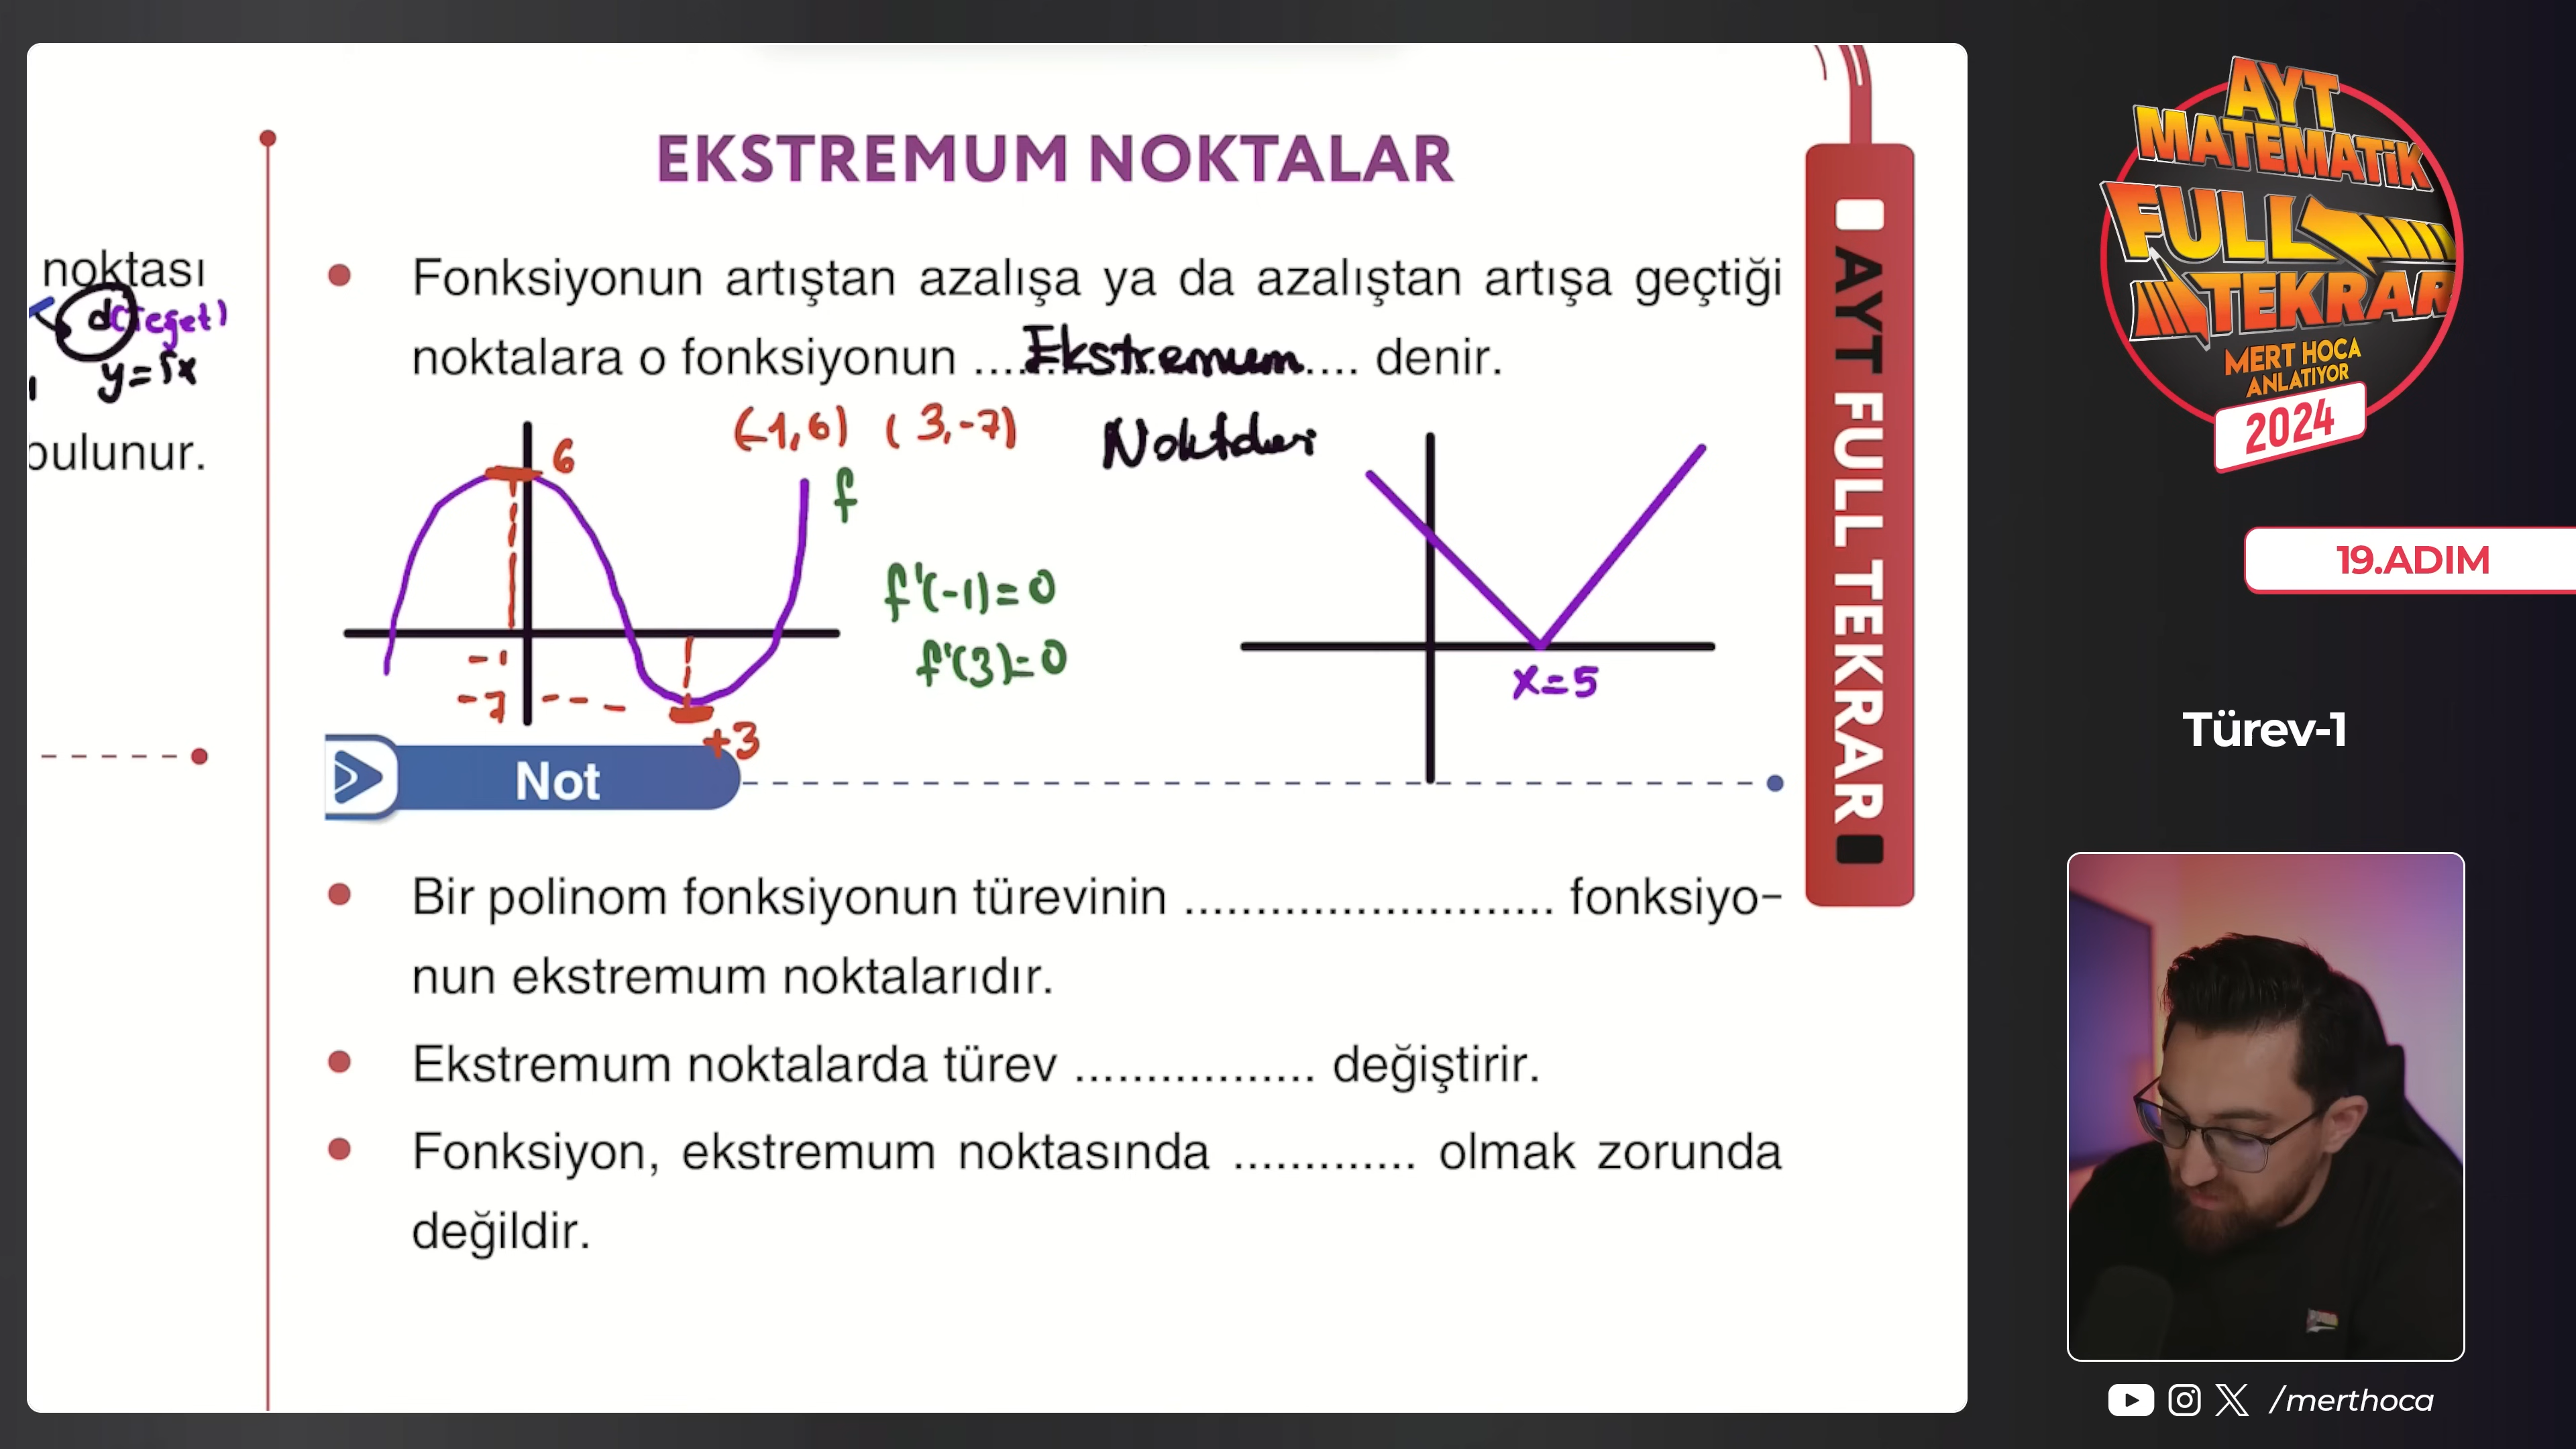 EKSTREMUM NOKTALAR
noktası
d(teğet)
y=5x
bulunur.
Fonksiyonun artıştan azalışa ya da azalıştan artışa geçtiği
noktalara o fonksiyonun .... Ekstremum .... denir.
Noktaları
(-1,6) (3,-7)
6
f
f'(-1)=0
f'(3)=0
-1
-7
+3
x=5
Not
Bir polinom fonksiyonun türevinin .......................... fonksiyo-
nun ekstremum noktalarıdır.
Ekstremum noktalarda türev ................. değiştirir.
Fonksiyon, ekstremum noktasında ............. olmak zorunda
değildir.
AYT FULL TEKRAR
AYT
MATEMATİK
FULL
TEKRAR
MERT HOCA
ANLATIYOR
2024
19.ADIM
Türev-1
/merthoca